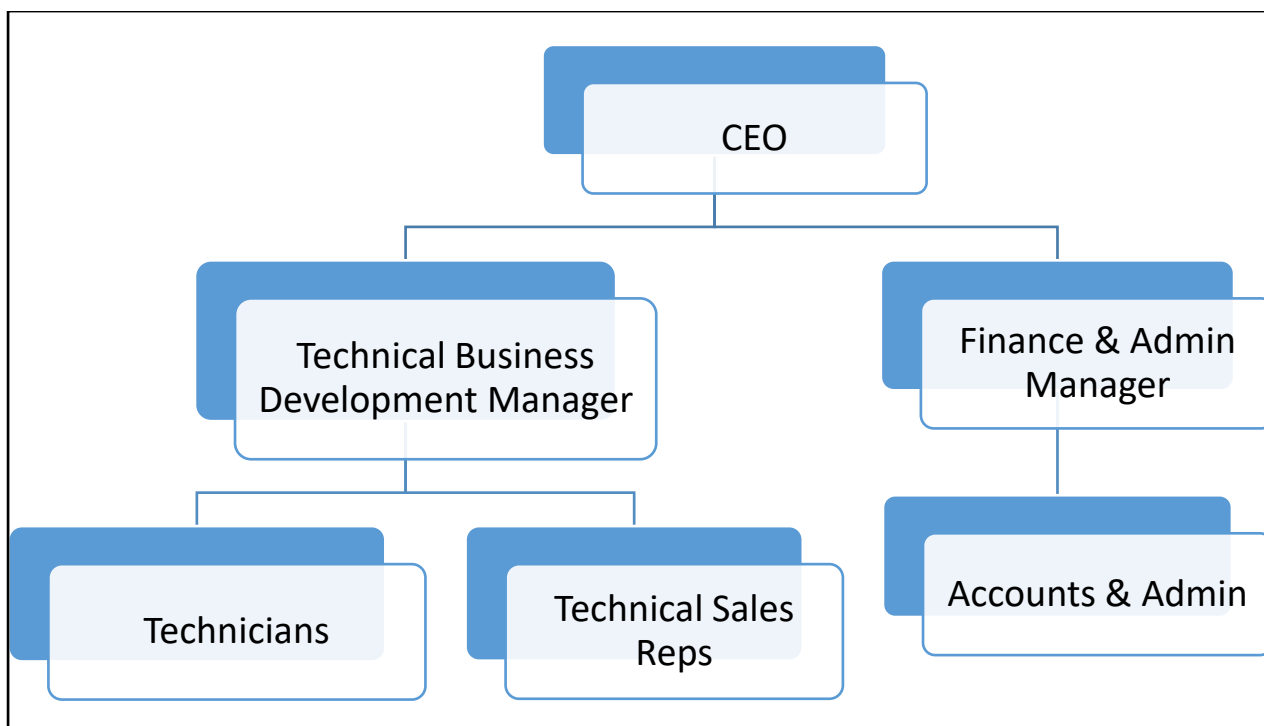 CEO
Technical Business
Development Manager
Finance & Admin
Manager
Technicians
Technical Sales
Reps
Accounts & Admin